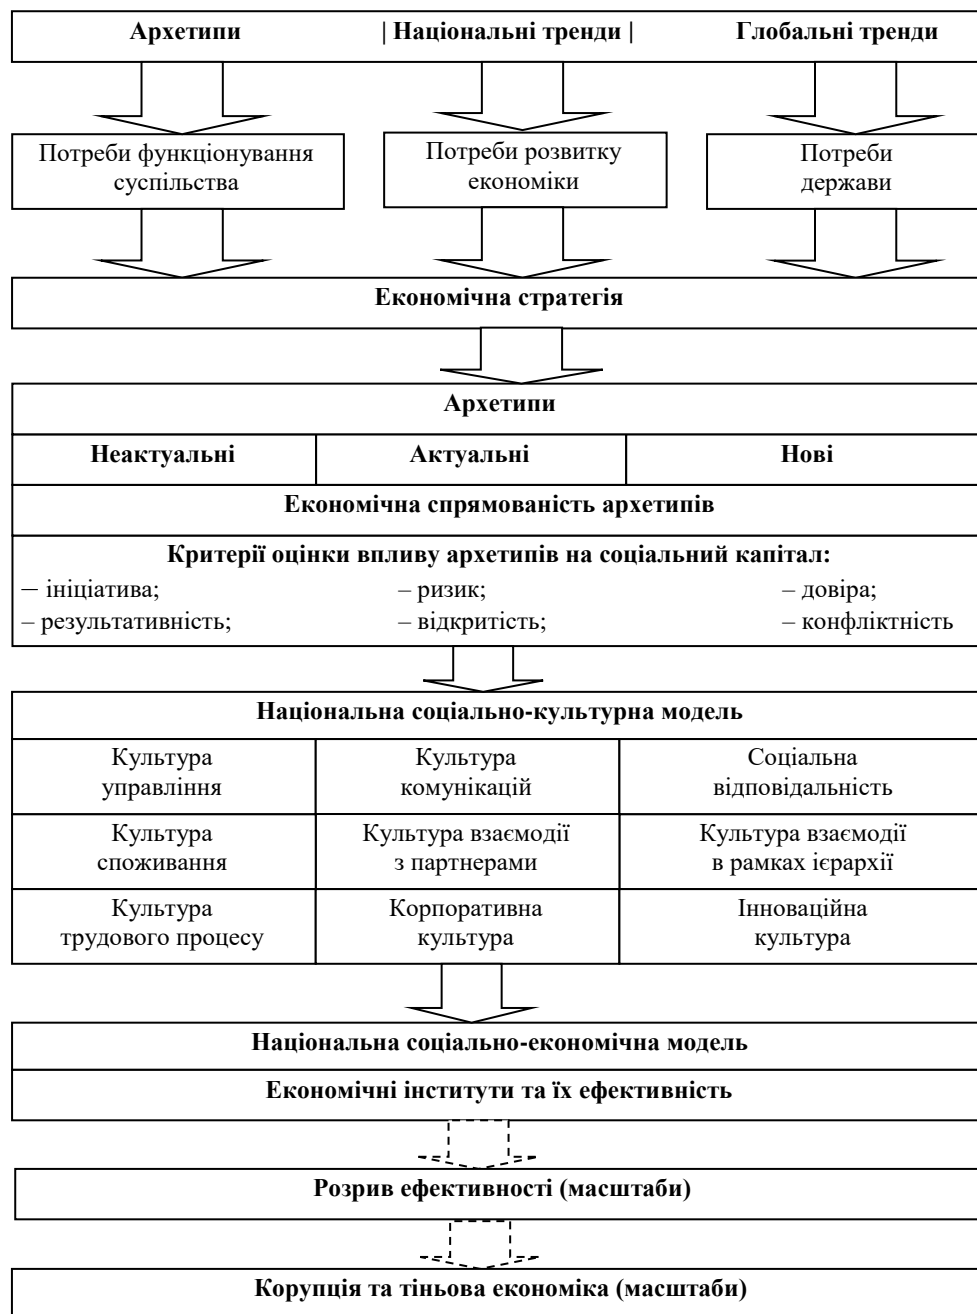 Архетипи | Національні тренди | Глобальні тренди
Потреби функціонування суспільства
Потреби розвитку економіки
Потреби держави
Економічна стратегія
Архетипи
Неактуальні Актуальні Нові
Економічна спрямованість архетипів
Критерії оцінки впливу архетипів на соціальний капітал:
– ініціатива; – ризик; – довіра;
– результативність; – відкритість; – конфліктність
Національна соціально-культурна модель
Культура управління
Культура комунікацій
Соціальна відповідальність
Культура споживання
Культура взаємодії з партнерами
Культура взаємодії в рамках ієрархії
Культура трудового процесу
Корпоративна культура
Інноваційна культура
Національна соціально-економічна модель
Економічні інститути та їх ефективність
Розрив ефективності (масштаби)
Корупція та тіньова економіка (масштаби)